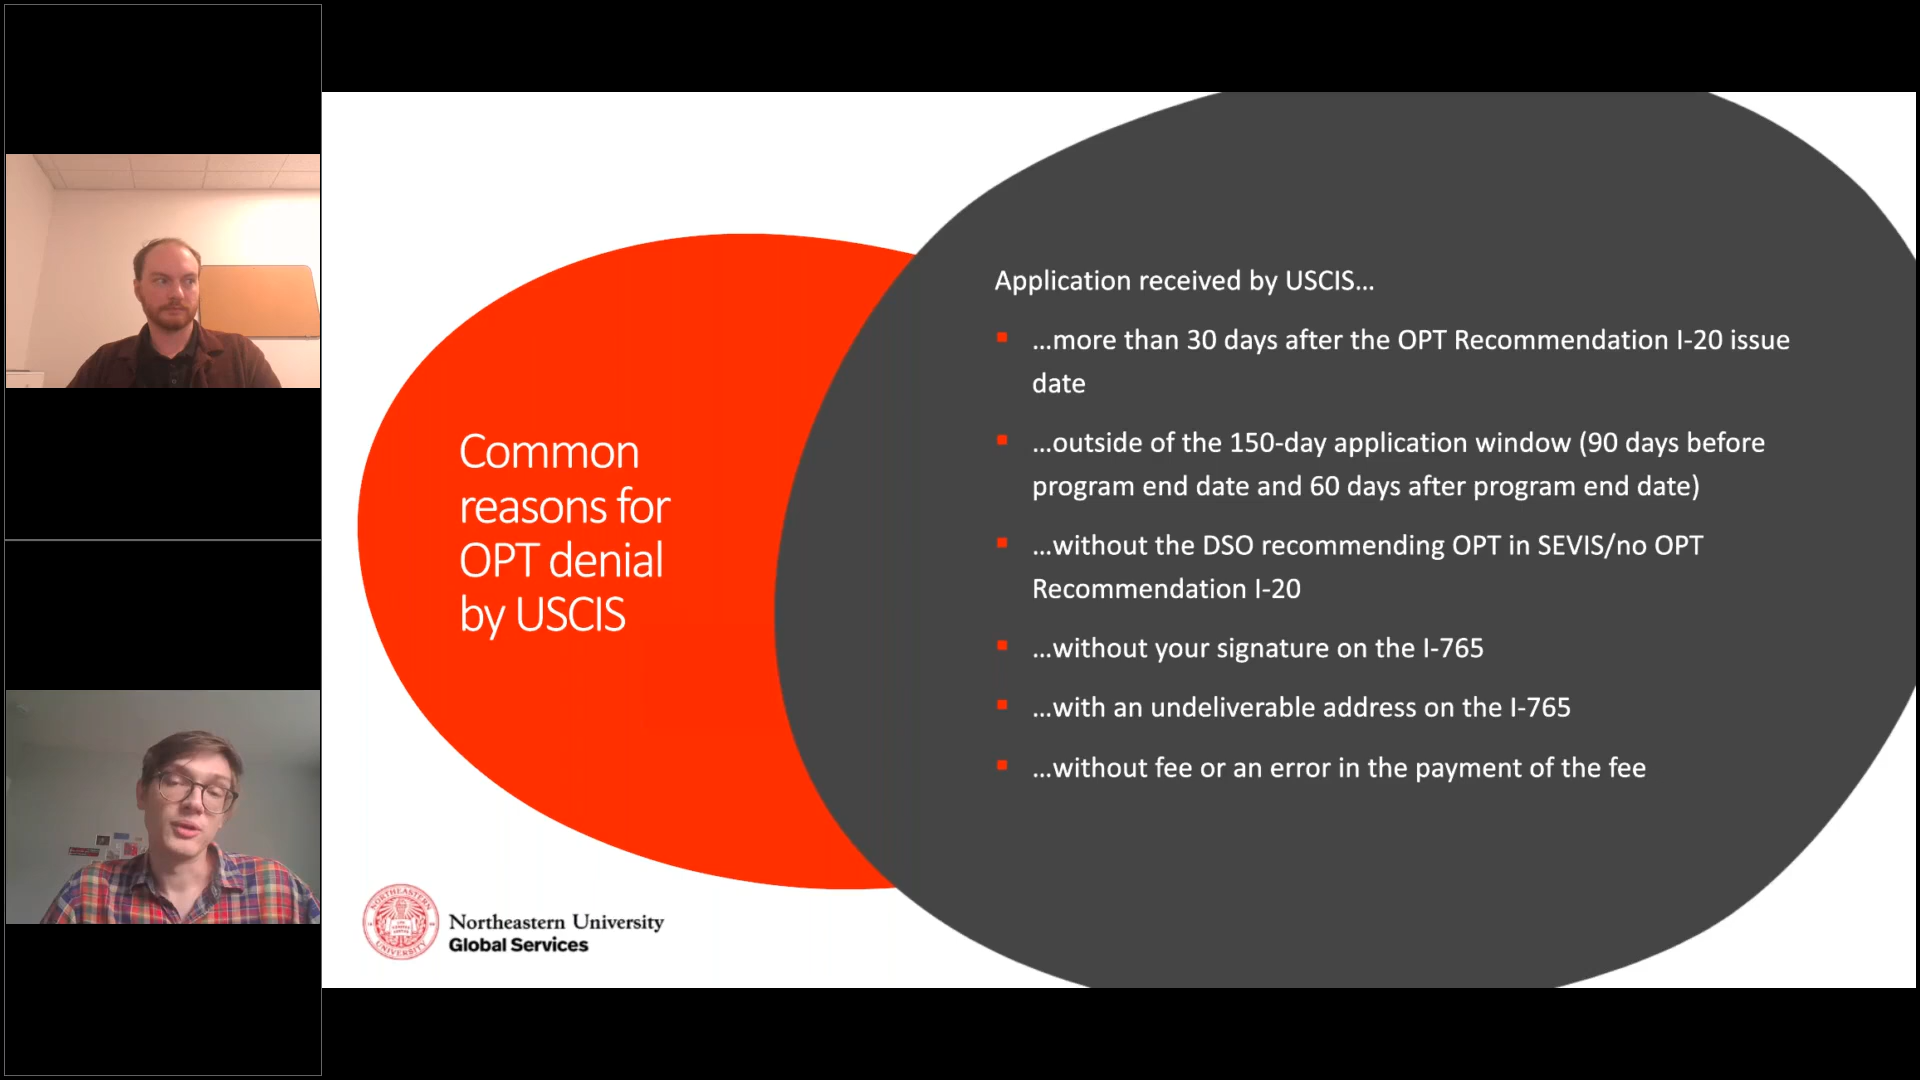 Common
reasons for
OPT denial
by USCIS
Application received by USCIS...
...more than 30 days after the OPT Recommendation I-20 issue
date
...outside of the 150-day application window (90 days before
program end date and 60 days after program end date)
...without the DSO recommending OPT in SEVIS/no OPT
Recommendation I-20
...without your signature on the I-765
...with an undeliverable address on the I-765
...without fee or an error in the payment of the fee
NORTHEASTERN
UNIVERSITY
Northeastern University
Global Services